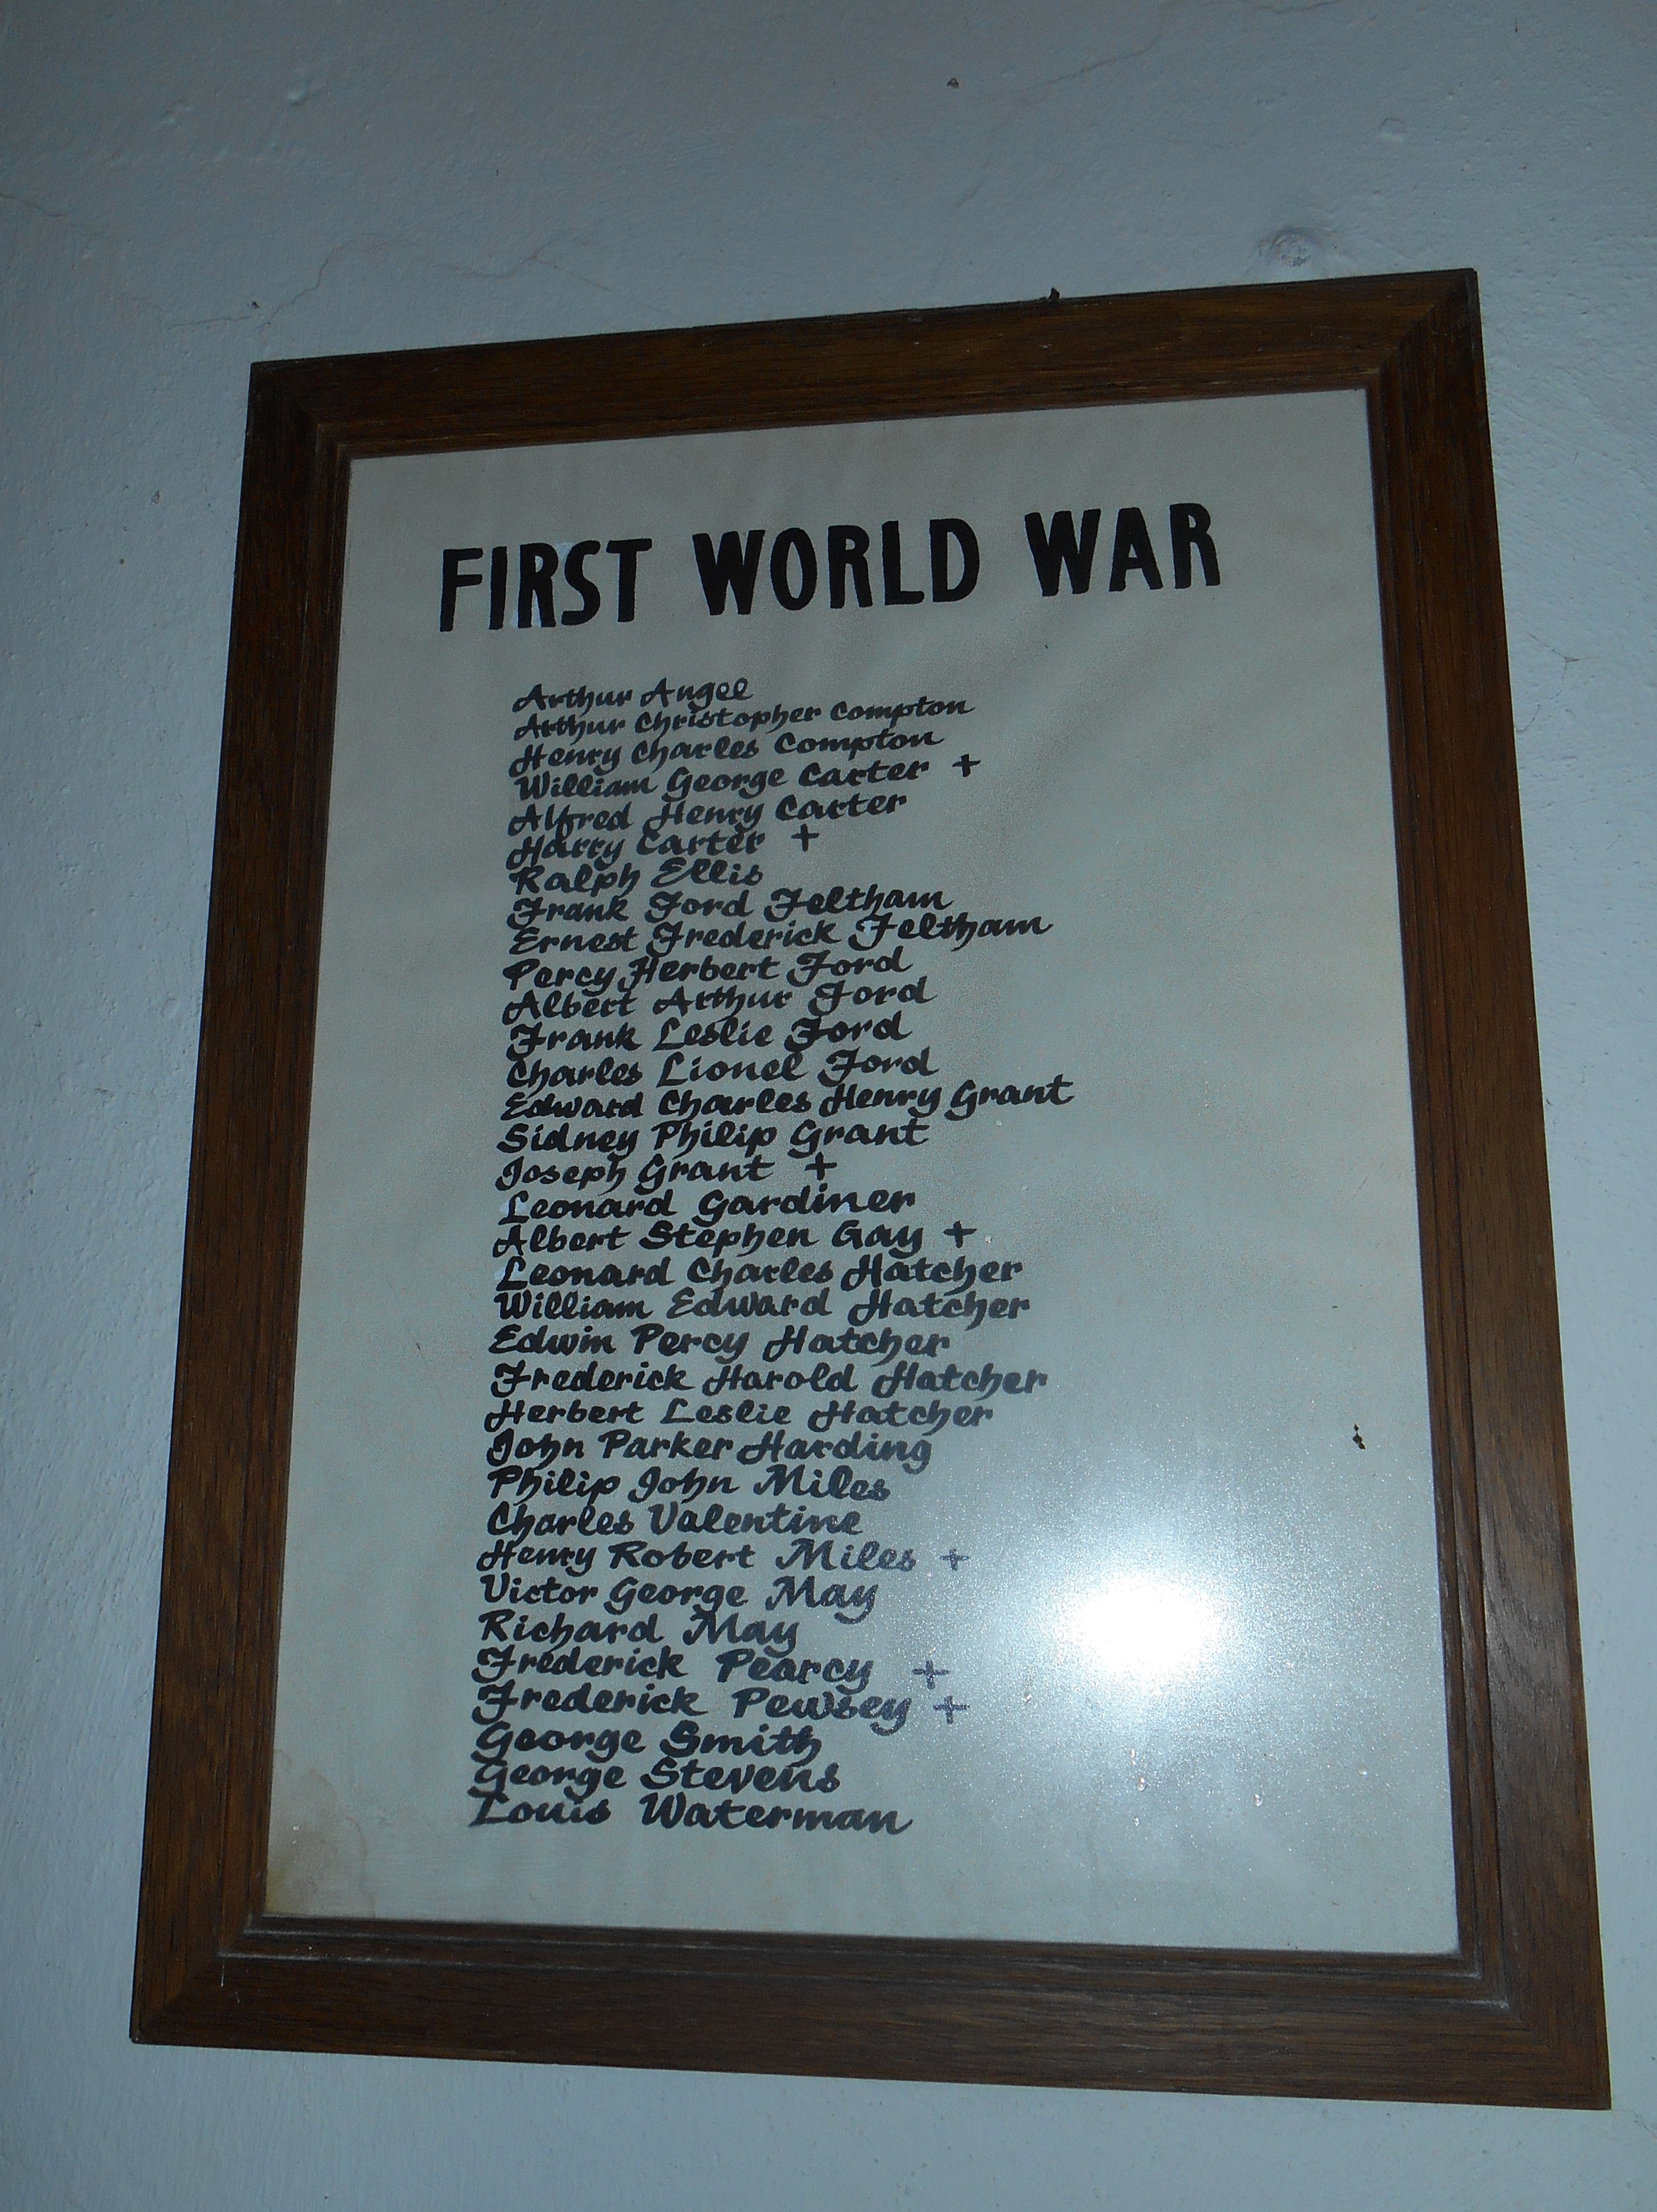 FIRST WORLD WAR
Arthur Angel
Arthur Christopher Compton
Henry Charles Compton
William George Carter +
Alfred Henry Carter
Harry Carter +
Ralph Ellis
Frank Ford Feltham
Ernest Frederick Feltham
Percy Herbert Ford
Albert Arthur Ford
Frank Leslie Ford
Charles Lionel Ford
Edward Charles Henry Grant
Sidney Philip Grant
Joseph Grant +
Leonard Gardiner
Albert Stephen Gay +
Leonard Charles Hatcher
William Edward Hatcher
Edwin Percy Hatcher
Frederick Harold Hatcher
Herbert Leslie Hatcher
John Parker Harding
Philip John Miles
Charles Valentine
Henry Robert Miles +
Victor George May
Richard May
Frederick Pearcy +
Frederick Pewsey +
George Smith
George Stevens
Louis Waterman